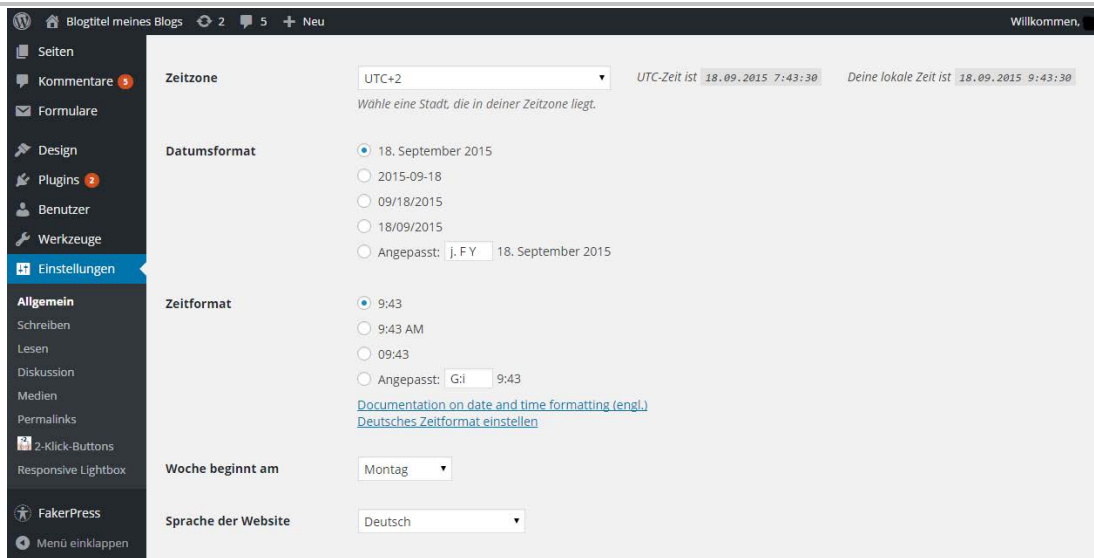 Blogtitel meines Blogs 2 5 + Neu Willkommen,
Seiten
Kommentare 5
Formulare
Design
Plugins 2
Benutzer
Werkzeuge
Einstellungen
Allgemein
Schreiben
Lesen
Diskussion
Medien
Permalinks
2-Klick-Buttons
Responsive Lightbox
FakerPress
Menü einklappen
Zeitzone UTC+2 UTC-Zeit ist 18.09.2015 7:43:30 Deine lokale Zeit ist 18.09.2015 9:43:30
Wähle eine Stadt, die in deiner Zeitzone liegt.
Datumsformat 18. September 2015
2015-09-18
09/18/2015
18/09/2015
Angepasst: j. F Y 18. September 2015
Zeitformat 9:43
9:43 AM
09:43
Angepasst: G:i 9:43
Documentation on date and time formatting (engl.)
Deutsches Zeitformat einstellen
Woche beginnt am Montag
Sprache der Website Deutsch